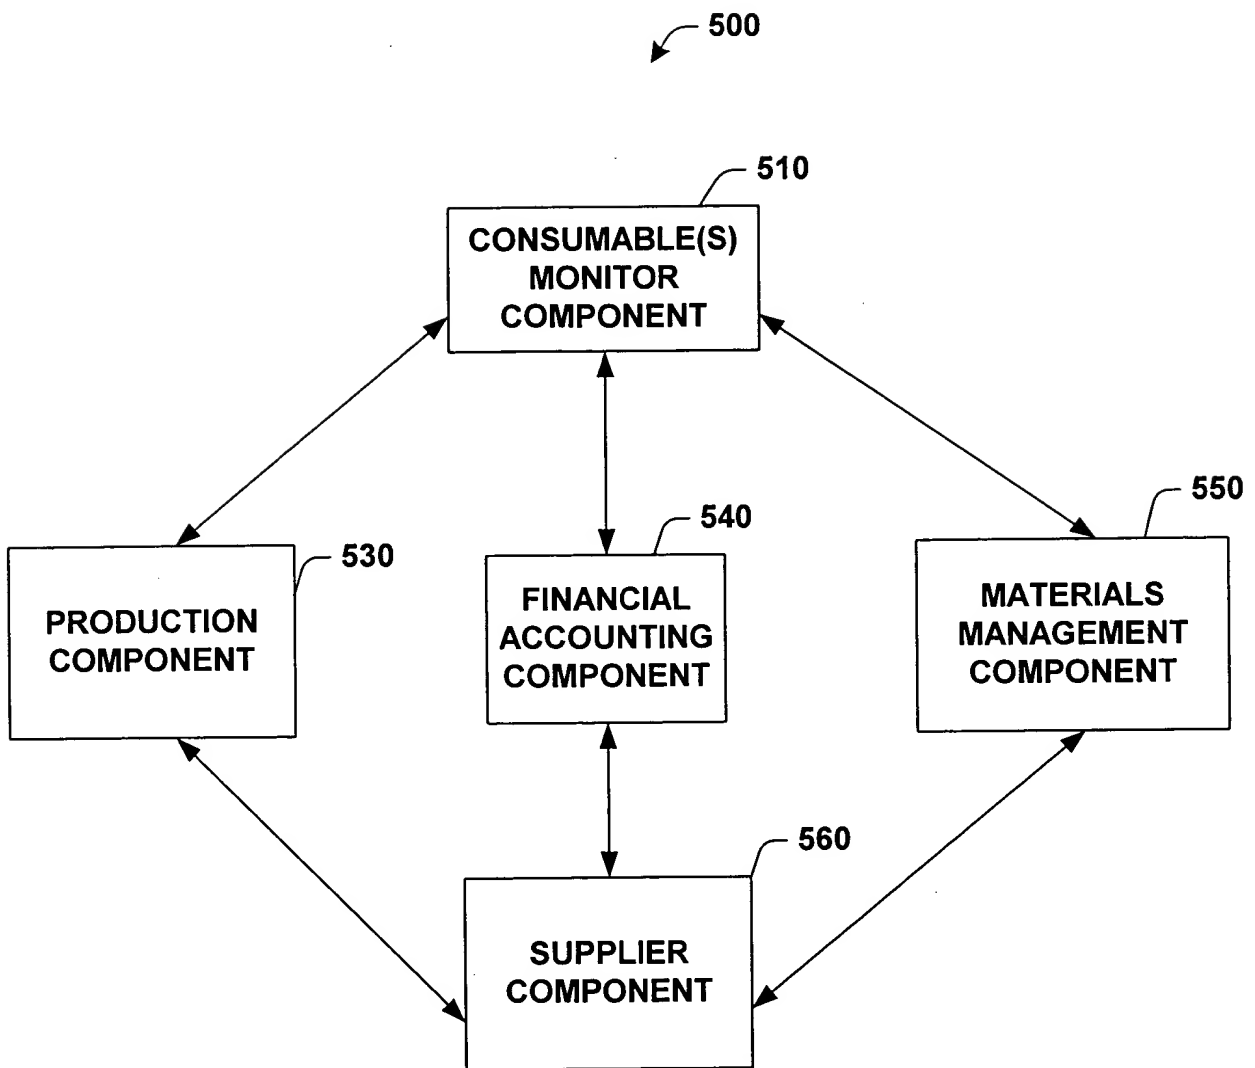 500
510
CONSUMABLE(S)
MONITOR
COMPONENT
530
PRODUCTION
COMPONENT
540
FINANCIAL
ACCOUNTING
COMPONENT
550
MATERIALS
MANAGEMENT
COMPONENT
560
SUPPLIER
COMPONENT